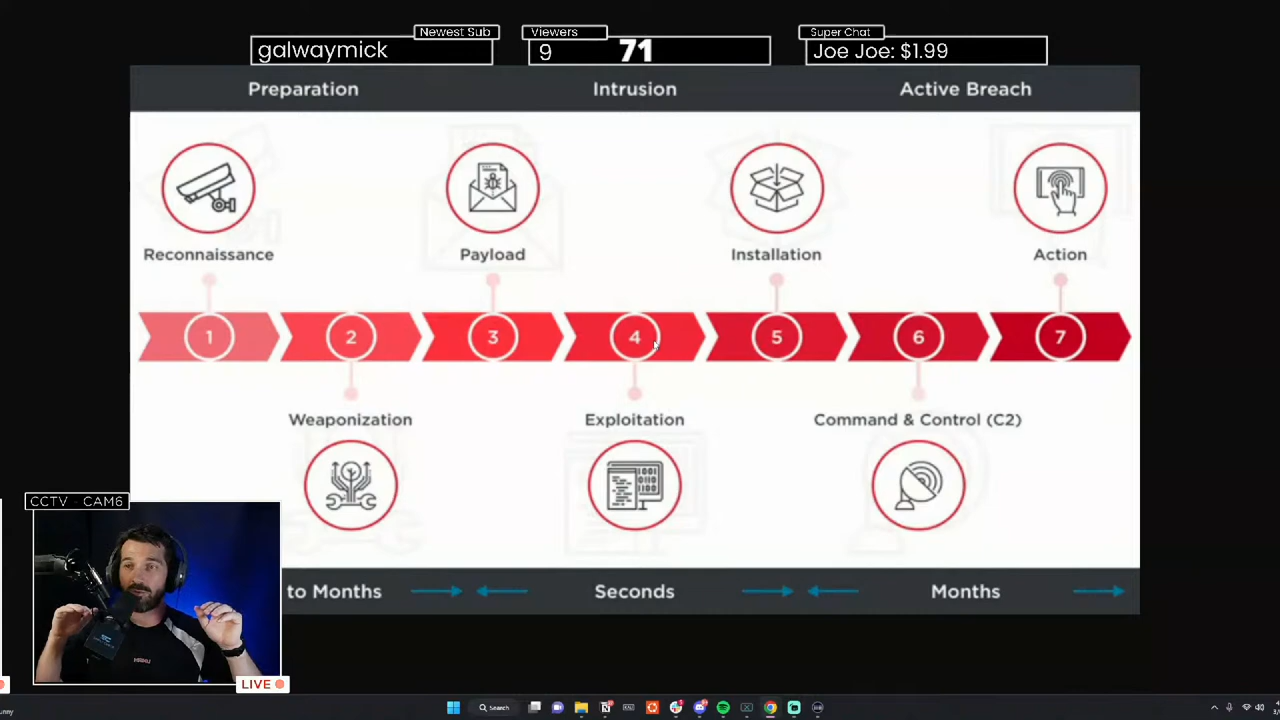 Newest Sub
galwaymick
Viewers
9
71
Super Chat
Joe Joe: $1.99
Preparation
Intrusion
Active Breach
Reconnaissance
Payload
Installation
Action
1
2
3
4
5
6
7
Weaponization
Exploitation
Command & Control (C2)
CCTV - CAM6
to Months
Seconds
Months
LIVE
Search